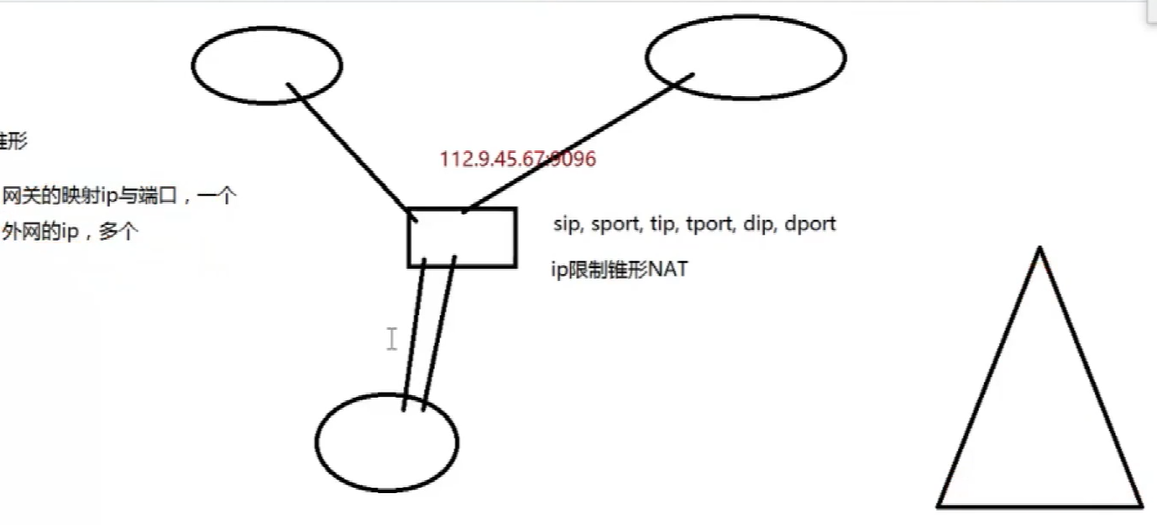 锥形
112.9.45.67:9096
网关的映射ip与端口，一个
外网的ip，多个
sip, sport, tip, tport, dip, dport
ip限制锥形NAT